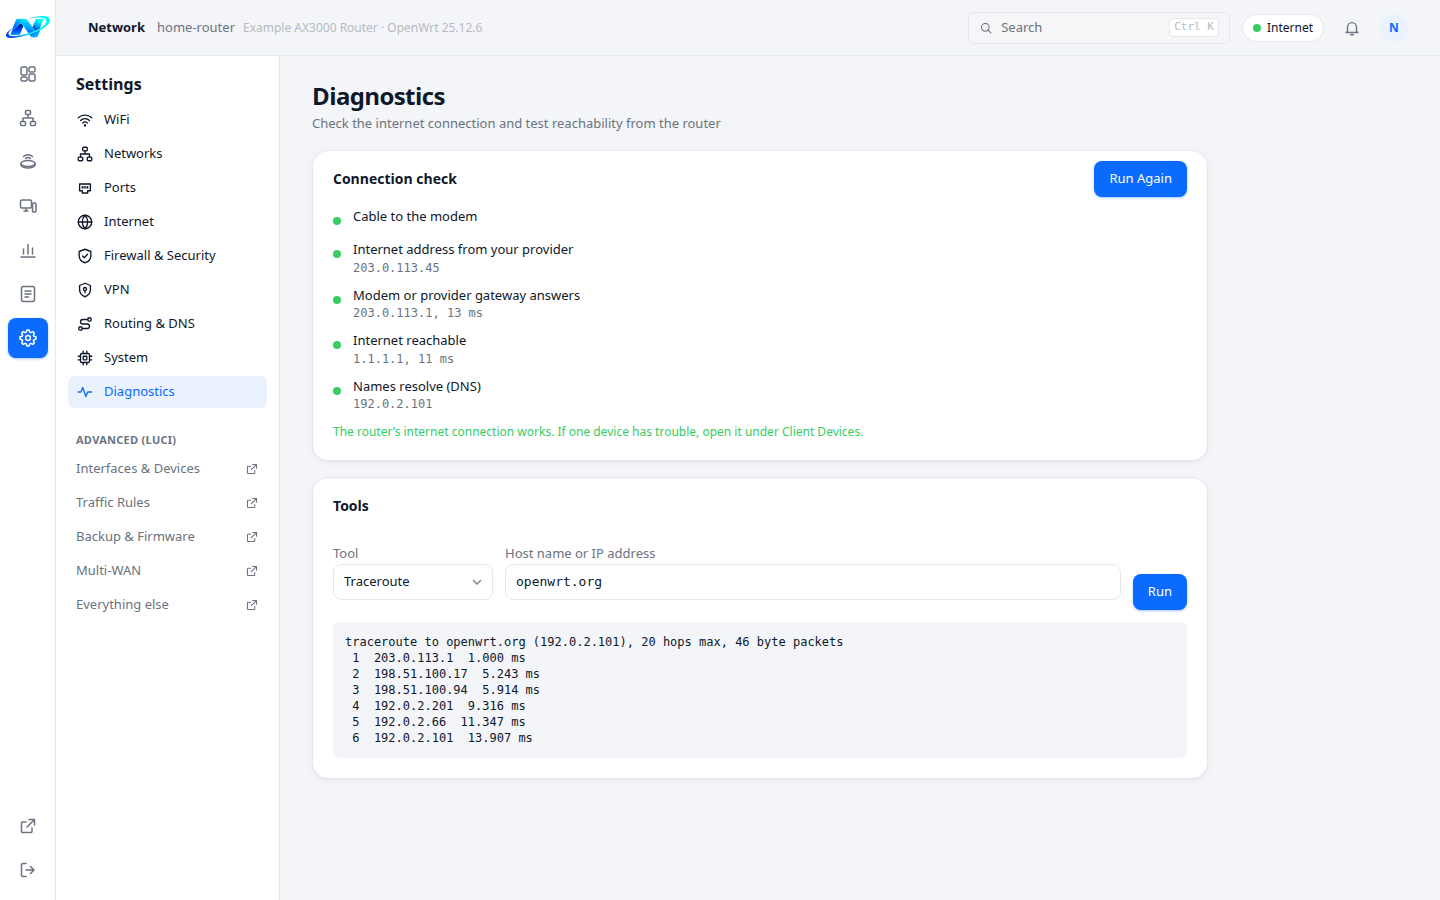 Network home-router Example AX3000 Router · OpenWrt 25.12.6
Search Ctrl K
Internet
N
Settings
WiFi
Networks
Ports
Internet
Firewall & Security
VPN
Routing & DNS
System
Diagnostics
ADVANCED (LUCI)
Interfaces & Devices
Traffic Rules
Backup & Firmware
Multi-WAN
Everything else
Diagnostics
Check the internet connection and test reachability from the router
Connection check
Run Again
Cable to the modem
Internet address from your provider
203.0.113.45
Modem or provider gateway answers
203.0.113.1, 13 ms
Internet reachable
1.1.1.1, 11 ms
Names resolve (DNS)
192.0.2.101
The router's internet connection works. If one device has trouble, open it under Client Devices.
Tools
Tool
Host name or IP address
Traceroute
openwrt.org
Run
traceroute to openwrt.org (192.0.2.101), 20 hops max, 46 byte packets
1 203.0.113.1 1.000 ms
2 198.51.100.17 5.243 ms
3 198.51.100.94 5.914 ms
4 192.0.2.201 9.316 ms
5 192.0.2.66 11.347 ms
6 192.0.2.101 13.907 ms